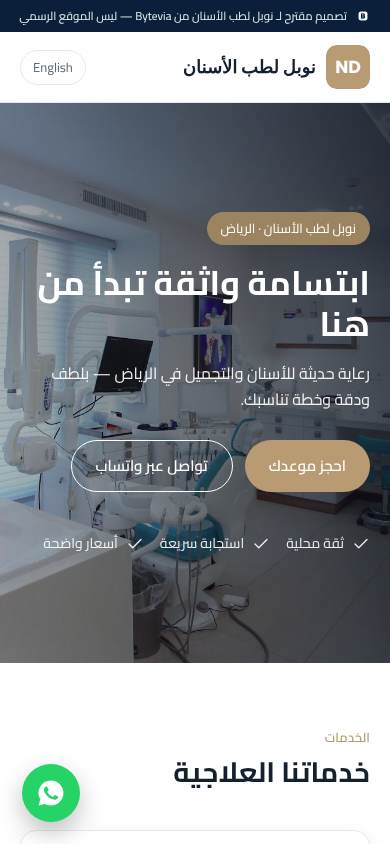 تصميم مقترح لـ نوبل لطب الأسنان من Bytevia — ليس الموقع الرسمي
ND
نوبل لطب الأسنان
English
نوبل لطب الأسنان · الرياض
ابتسامة واثقة تبدأ من
هنا
رعاية حديثة للأسنان والتجميل في الرياض — بلطف
ودقة وخطة تناسبك.
احجز موعدك
تواصل عبر واتساب
ثقة محلية
استجابة سريعة
أسعار واضحة
الخدمات
خدماتنا العلاجية